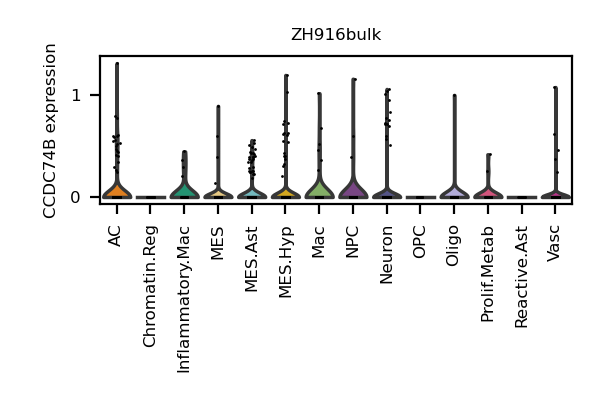 ZH916bulk
CCDC74B expression
1
0
AC
Chromatin.Reg
Inflammatory.Mac
MES
MES.Ast
MES.Hyp
Mac
NPC
Neuron
OPC
Oligo
Prolif.Metab
Reactive.Ast
Vasc